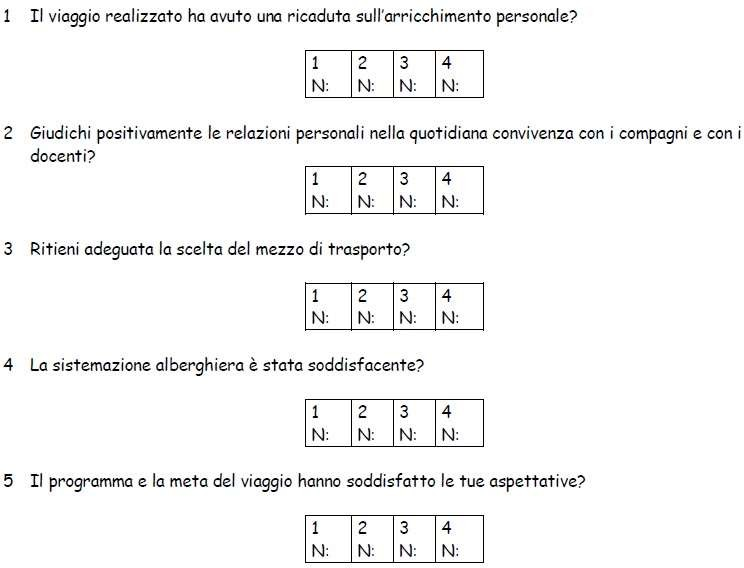 1 Il viaggio realizzato ha avuto una ricaduta sull'arricchimento personale?
1 2 3 4
N: N: N: N:
2 Giudichi positivamente le relazioni personali nella quotidiana convivenza con i compagni e con i
docenti?
1 2 3 4
N: N: N: N:
3 Ritieni adeguata la scelta del mezzo di trasporto?
1 2 3 4
N: N: N: N:
4 La sistemazione alberghiera è stata soddisfacente?
1 2 3 4
N: N: N: N:
5 Il programma e la meta del viaggio hanno soddisfatto le tue aspettative?
1 2 3 4
N: N: N: N: